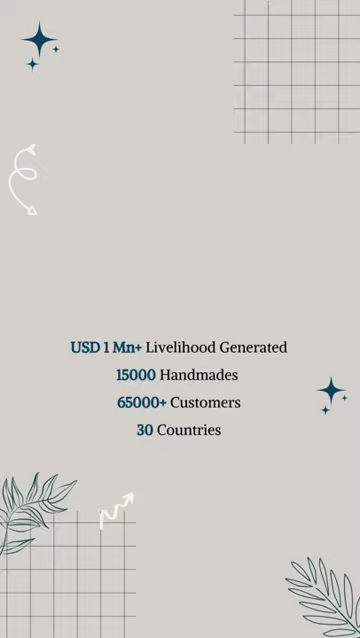 USD 1 Mn+ Livelihood Generated
15000 Handmades
65000+ Customers
30 Countries